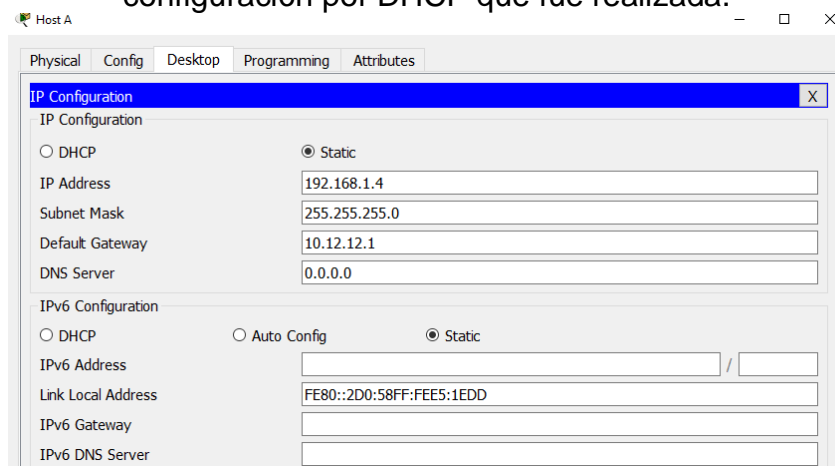 configuración por DHCP que fue realizada.
Host A
Physical Config Desktop Programming Attributes
IP Configuration X
IP Configuration
DHCP Static
IP Address 192.168.1.4
Subnet Mask 255.255.255.0
Default Gateway 10.12.12.1
DNS Server 0.0.0.0
IPv6 Configuration
DHCP Auto Config Static
IPv6 Address /
Link Local Address FE80::2D0:58FF:FEE5:1EDD
IPv6 Gateway
IPv6 DNS Server